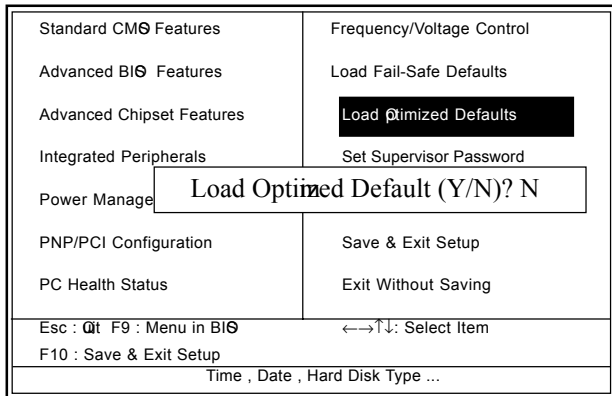 Standard CMOS Features
Frequency/Voltage Control
Advanced BIOS Features
Load Fail-Safe Defaults
Advanced Chipset Features
Load Optimized Defaults
Integrated Peripherals
Set Supervisor Password
Power Manage
Load Optimized Default (Y/N)? N
PNP/PCI Configuration
Save & Exit Setup
PC Health Status
Exit Without Saving
Esc : Quit F9 : Menu in BIOS
←→↑↓: Select Item
F10 : Save & Exit Setup
Time , Date , Hard Disk Type ...